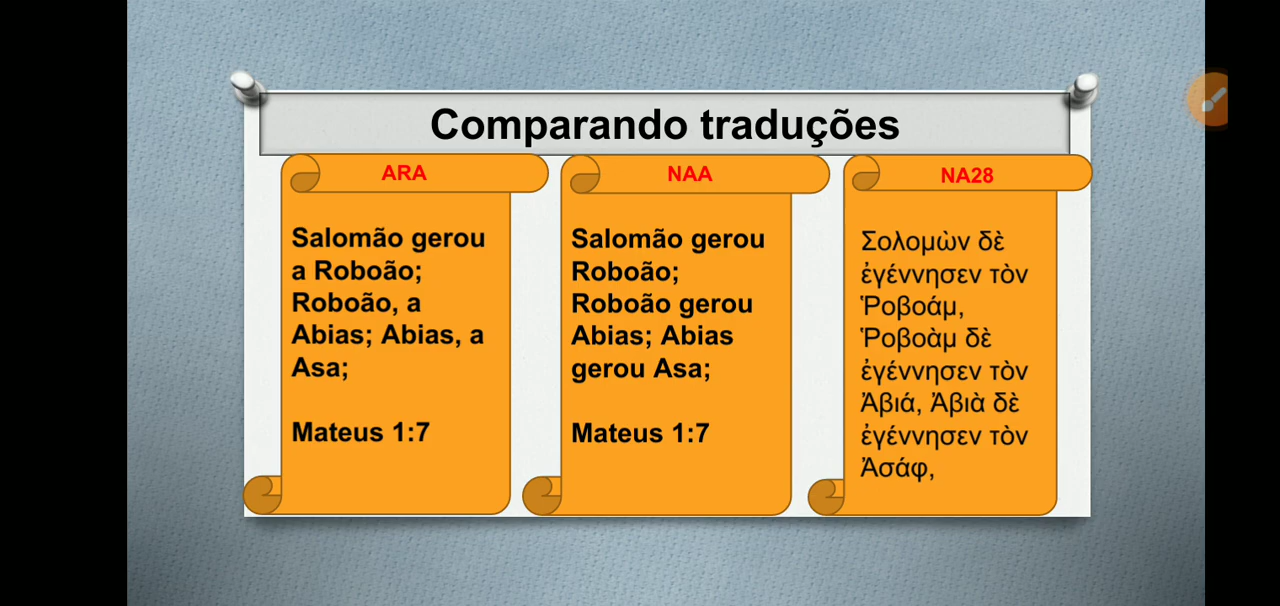 Comparando traduções
ARA
Salomão gerou
a Roboão;
Roboão, a
Abias; Abias, a
Asa;
Mateus 1:7
NAA
Salomão gerou
Roboão;
Roboão gerou
Abias; Abias
gerou Asa;
Mateus 1:7
NA28
Σολομὼν δὲ
ἐγέννησεν τὸν
Ῥοβοάμ,
Ῥοβοὰμ δὲ
ἐγέννησεν τὸν
Ἀβιά, Ἀβιὰ δὲ
ἐγέννησεν τὸν
Ἀσάφ,